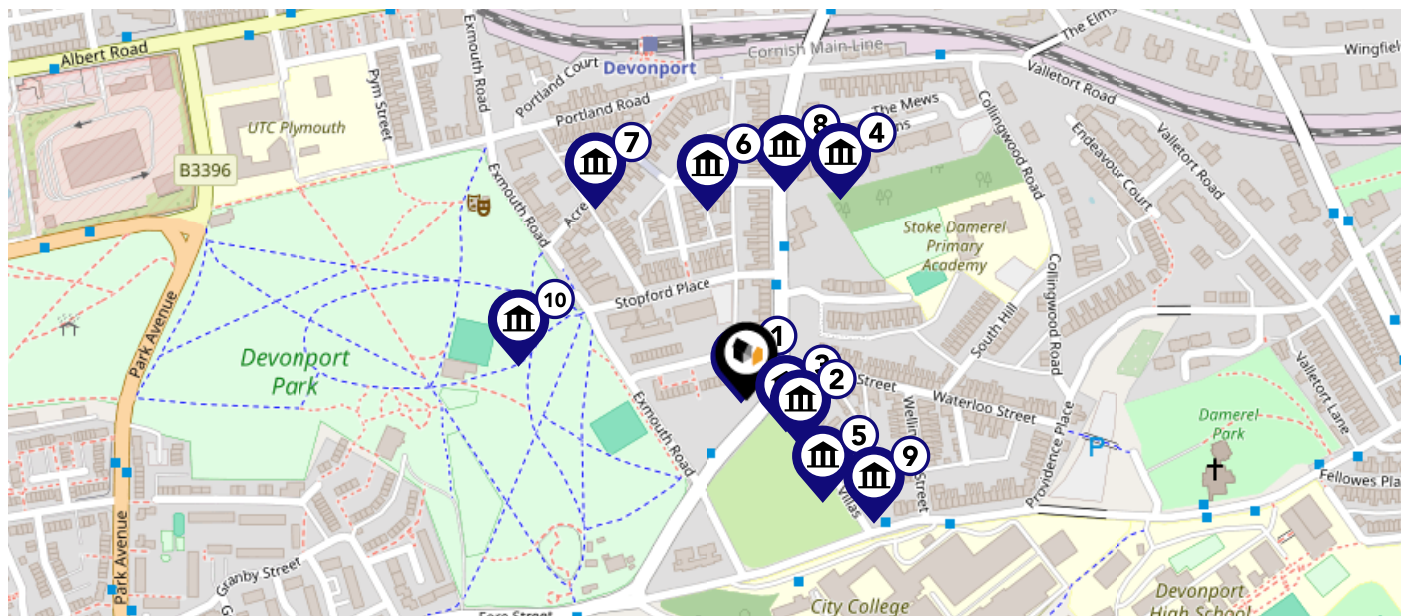 Albert Road
Exmouth Road
Cornish Main-Line
The Elms
Wingfiel
Devonport
Portland Court
Pym Street
Portland Road
Valletort Road
UTC Plymouth
The Mews
Collingwood Road
Endeavour Court
Valletort Road
B3396
7
6
8
4
ns
Exmouth Road
Acre
Stoke Damerel
Primary
Academy
Collingwood Road
Park Avenue
Stopford Place
South Hill
10
Devonport
Park
1
3
2
Street
Waterloo Street
Valletort Lane
Exmouth Road
Welling
Street
Damerel
Park
P
5
9
Villas
Providence Place
Fellowes Pla
Park Avenue
Granby Street
G
Fore Street
City College
Devonport
High School